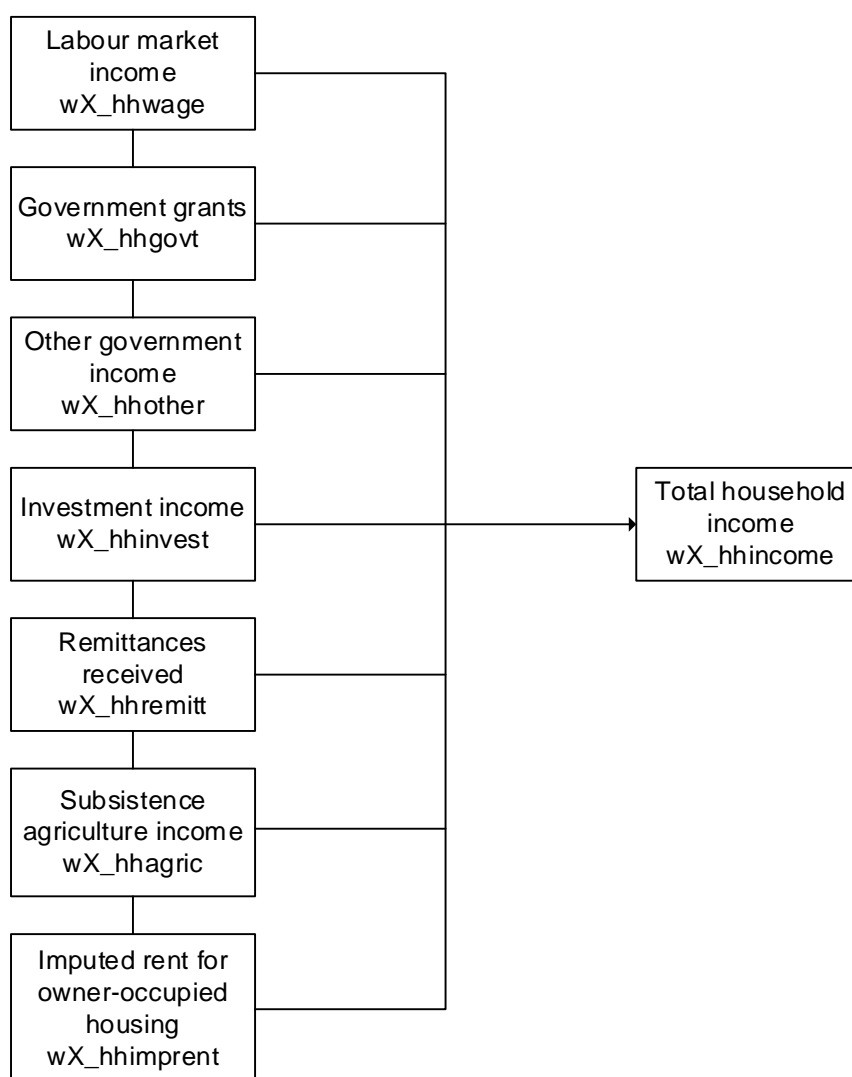 Labour market
income
wX_hhwage
Government grants
wX_hhgovt
Other government
income
wX_hhother
Investment income
wX_hhinvest
Remittances
received
wX_hhremitt
Subsistence
agriculture income
wX_hhagric
Imputed rent for
owner-occupied
housing
wX_hhimprent
Total household
income
wX_hhincome